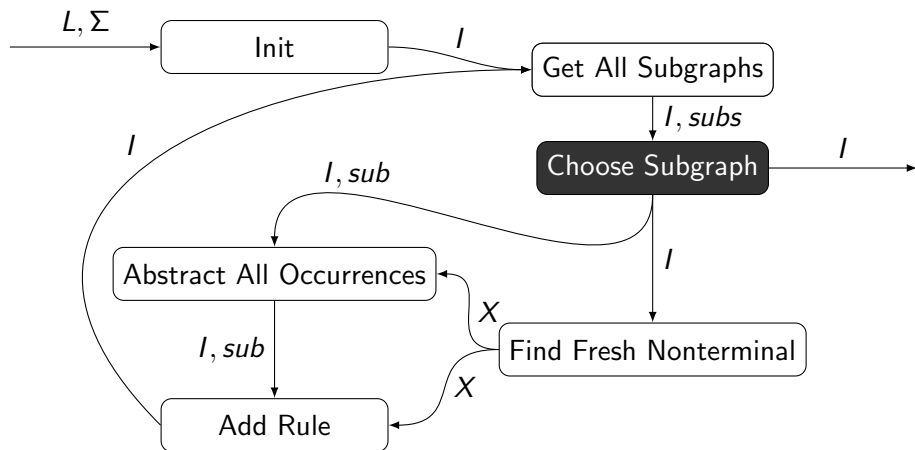 L, Σ
Init
I
Get All Subgraphs
I, subs
I
Choose Subgraph
I
I, sub
Abstract All Occurrences
I
X
Find Fresh Nonterminal
I, sub
X
Add Rule